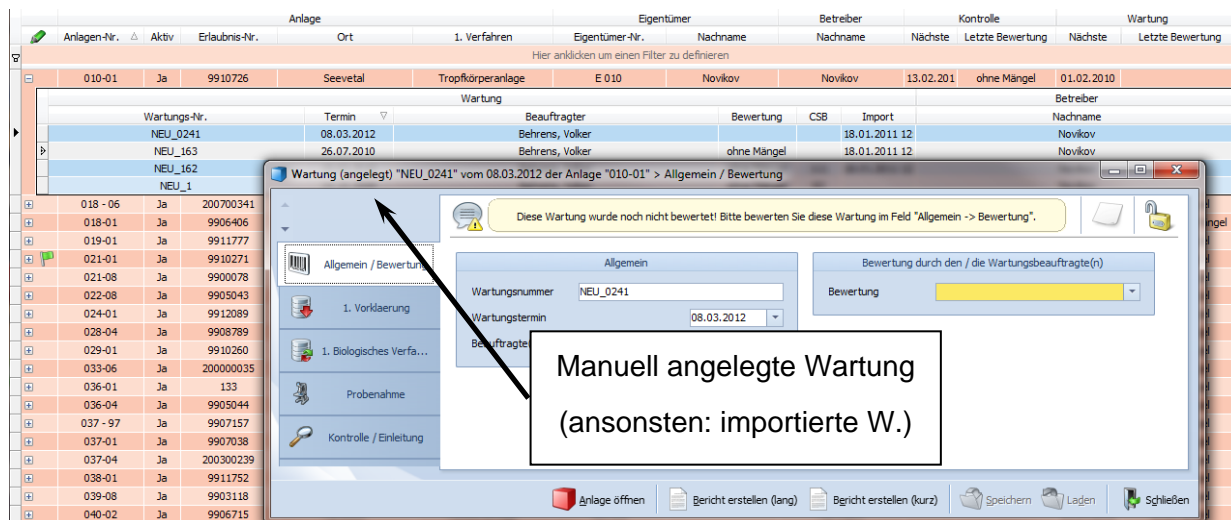 Anlage Eigentümer Betreiber Kontrolle Wartung
Anlagen-Nr. Aktiv Erlaubnis-Nr. Ort 1. Verfahren Eigentümer-Nr. Nachname Nachname Nächste Letzte Bewertung Nächste Letzte Bewertung
Hier anklicken um einen Filter zu definieren
010-01 Ja 9910726 Seevetal Tropfkörperanlage E 010 Novikov Novikov 13.02.201 ohne Mängel 01.02.2010
Wartung Betreiber
Wartungs-Nr. Termin Beauftragter Bewertung CSB Import Nachname
NEU_0241 08.03.2012 Behrens, Volker 18.01.2011 12 Novikov
NEU_163 26.07.2010 Behrens, Volker ohne Mängel 18.01.2011 12 Novikov
NEU_162
NEU_1
Wartung (angelegt) "NEU_0241" vom 08.03.2012 der Anlage "010-01" > Allgemein / Bewertung
018 - 06 Ja 200700341
018-01 Ja 9906406
019-01 Ja 9911777
021-01 Ja 9910271
021-08 Ja 9900078
022-08 Ja 9905043
024-01 Ja 9912089
028-04 Ja 9908789
029-01 Ja 9910260
033-06 Ja 200000035
036-01 Ja 133
036-04 Ja 9905044
037 - 97 Ja 9907157
037-01 Ja 9907038
037-04 Ja 200300239
038-01 Ja 9911752
039-08 Ja 9903118
040-02 Ja 9906715
Diese Wartung wurde noch nicht bewertet! Bitte bewerten Sie diese Wartung im Feld "Allgemein -> Bewertung".
Allgemein / Bewertung
1. Vorklaerung
1. Biologisches Verfa...
Probenahme
Kontrolle / Einleitung
Allgemein
Wartungsnummer NEU_0241
Wartungstermin 08.03.2012
Bewertung durch den / die Wartungsbeauftragte(n)
Bewertung
Manuell angelegte Wartung
(ansonsten: importierte W.)
Anlage öffnen Bericht erstellen (lang) Bericht erstellen (kurz) Speichern Laden Schließen